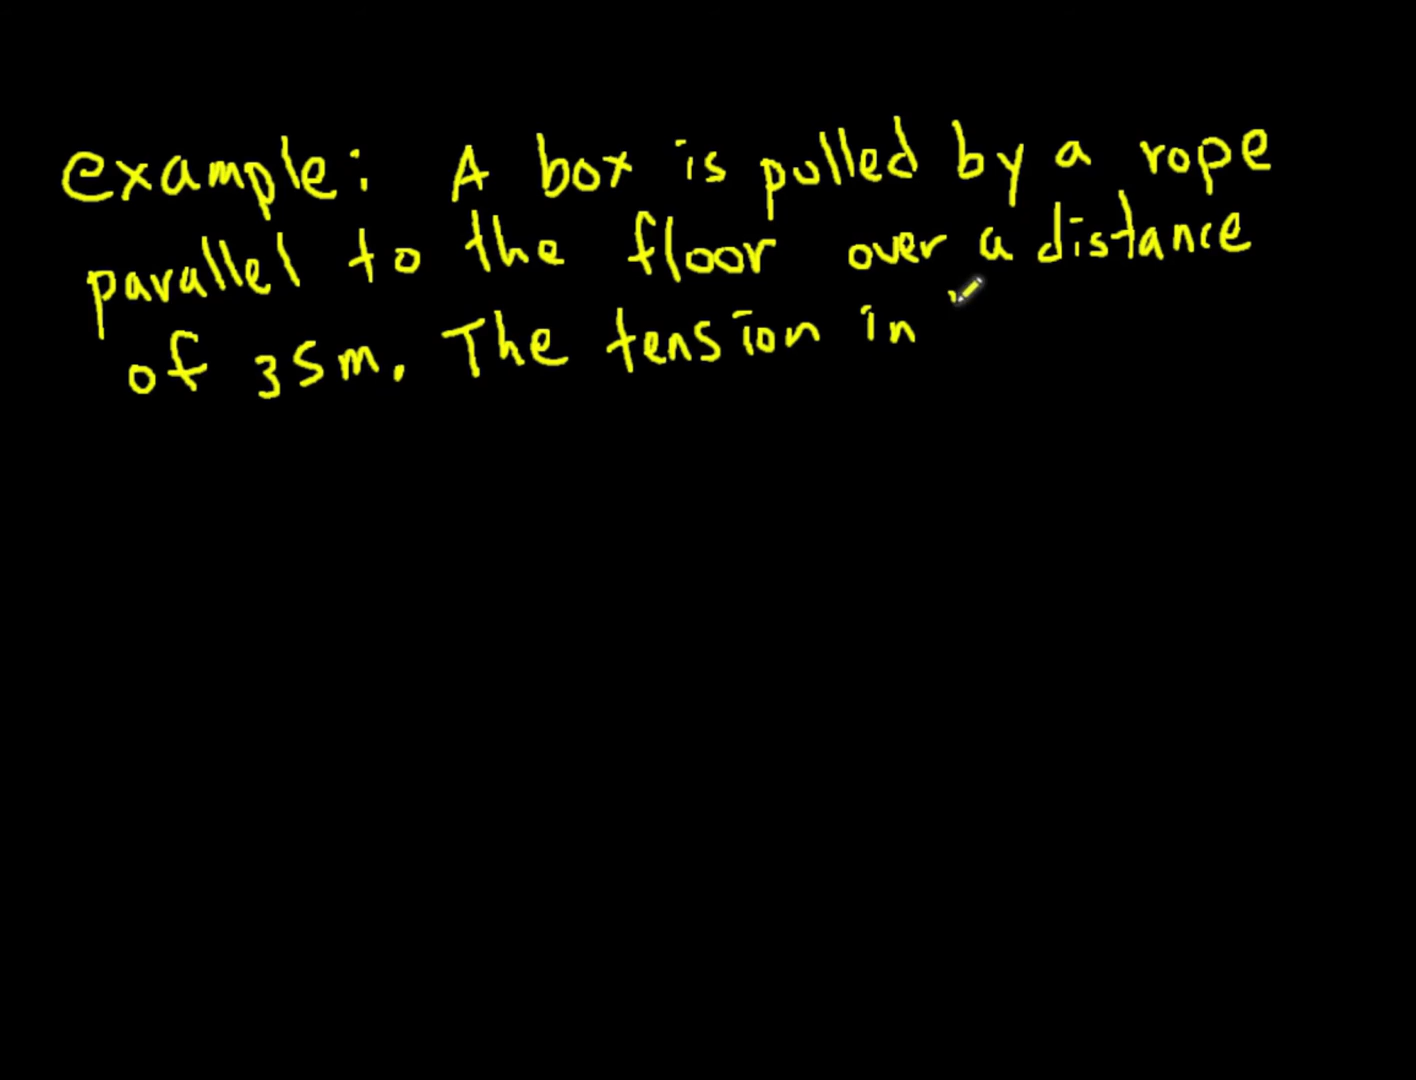 example: A box is pulled by a rope
parallel to the floor over a distance
of 35m. The tension in